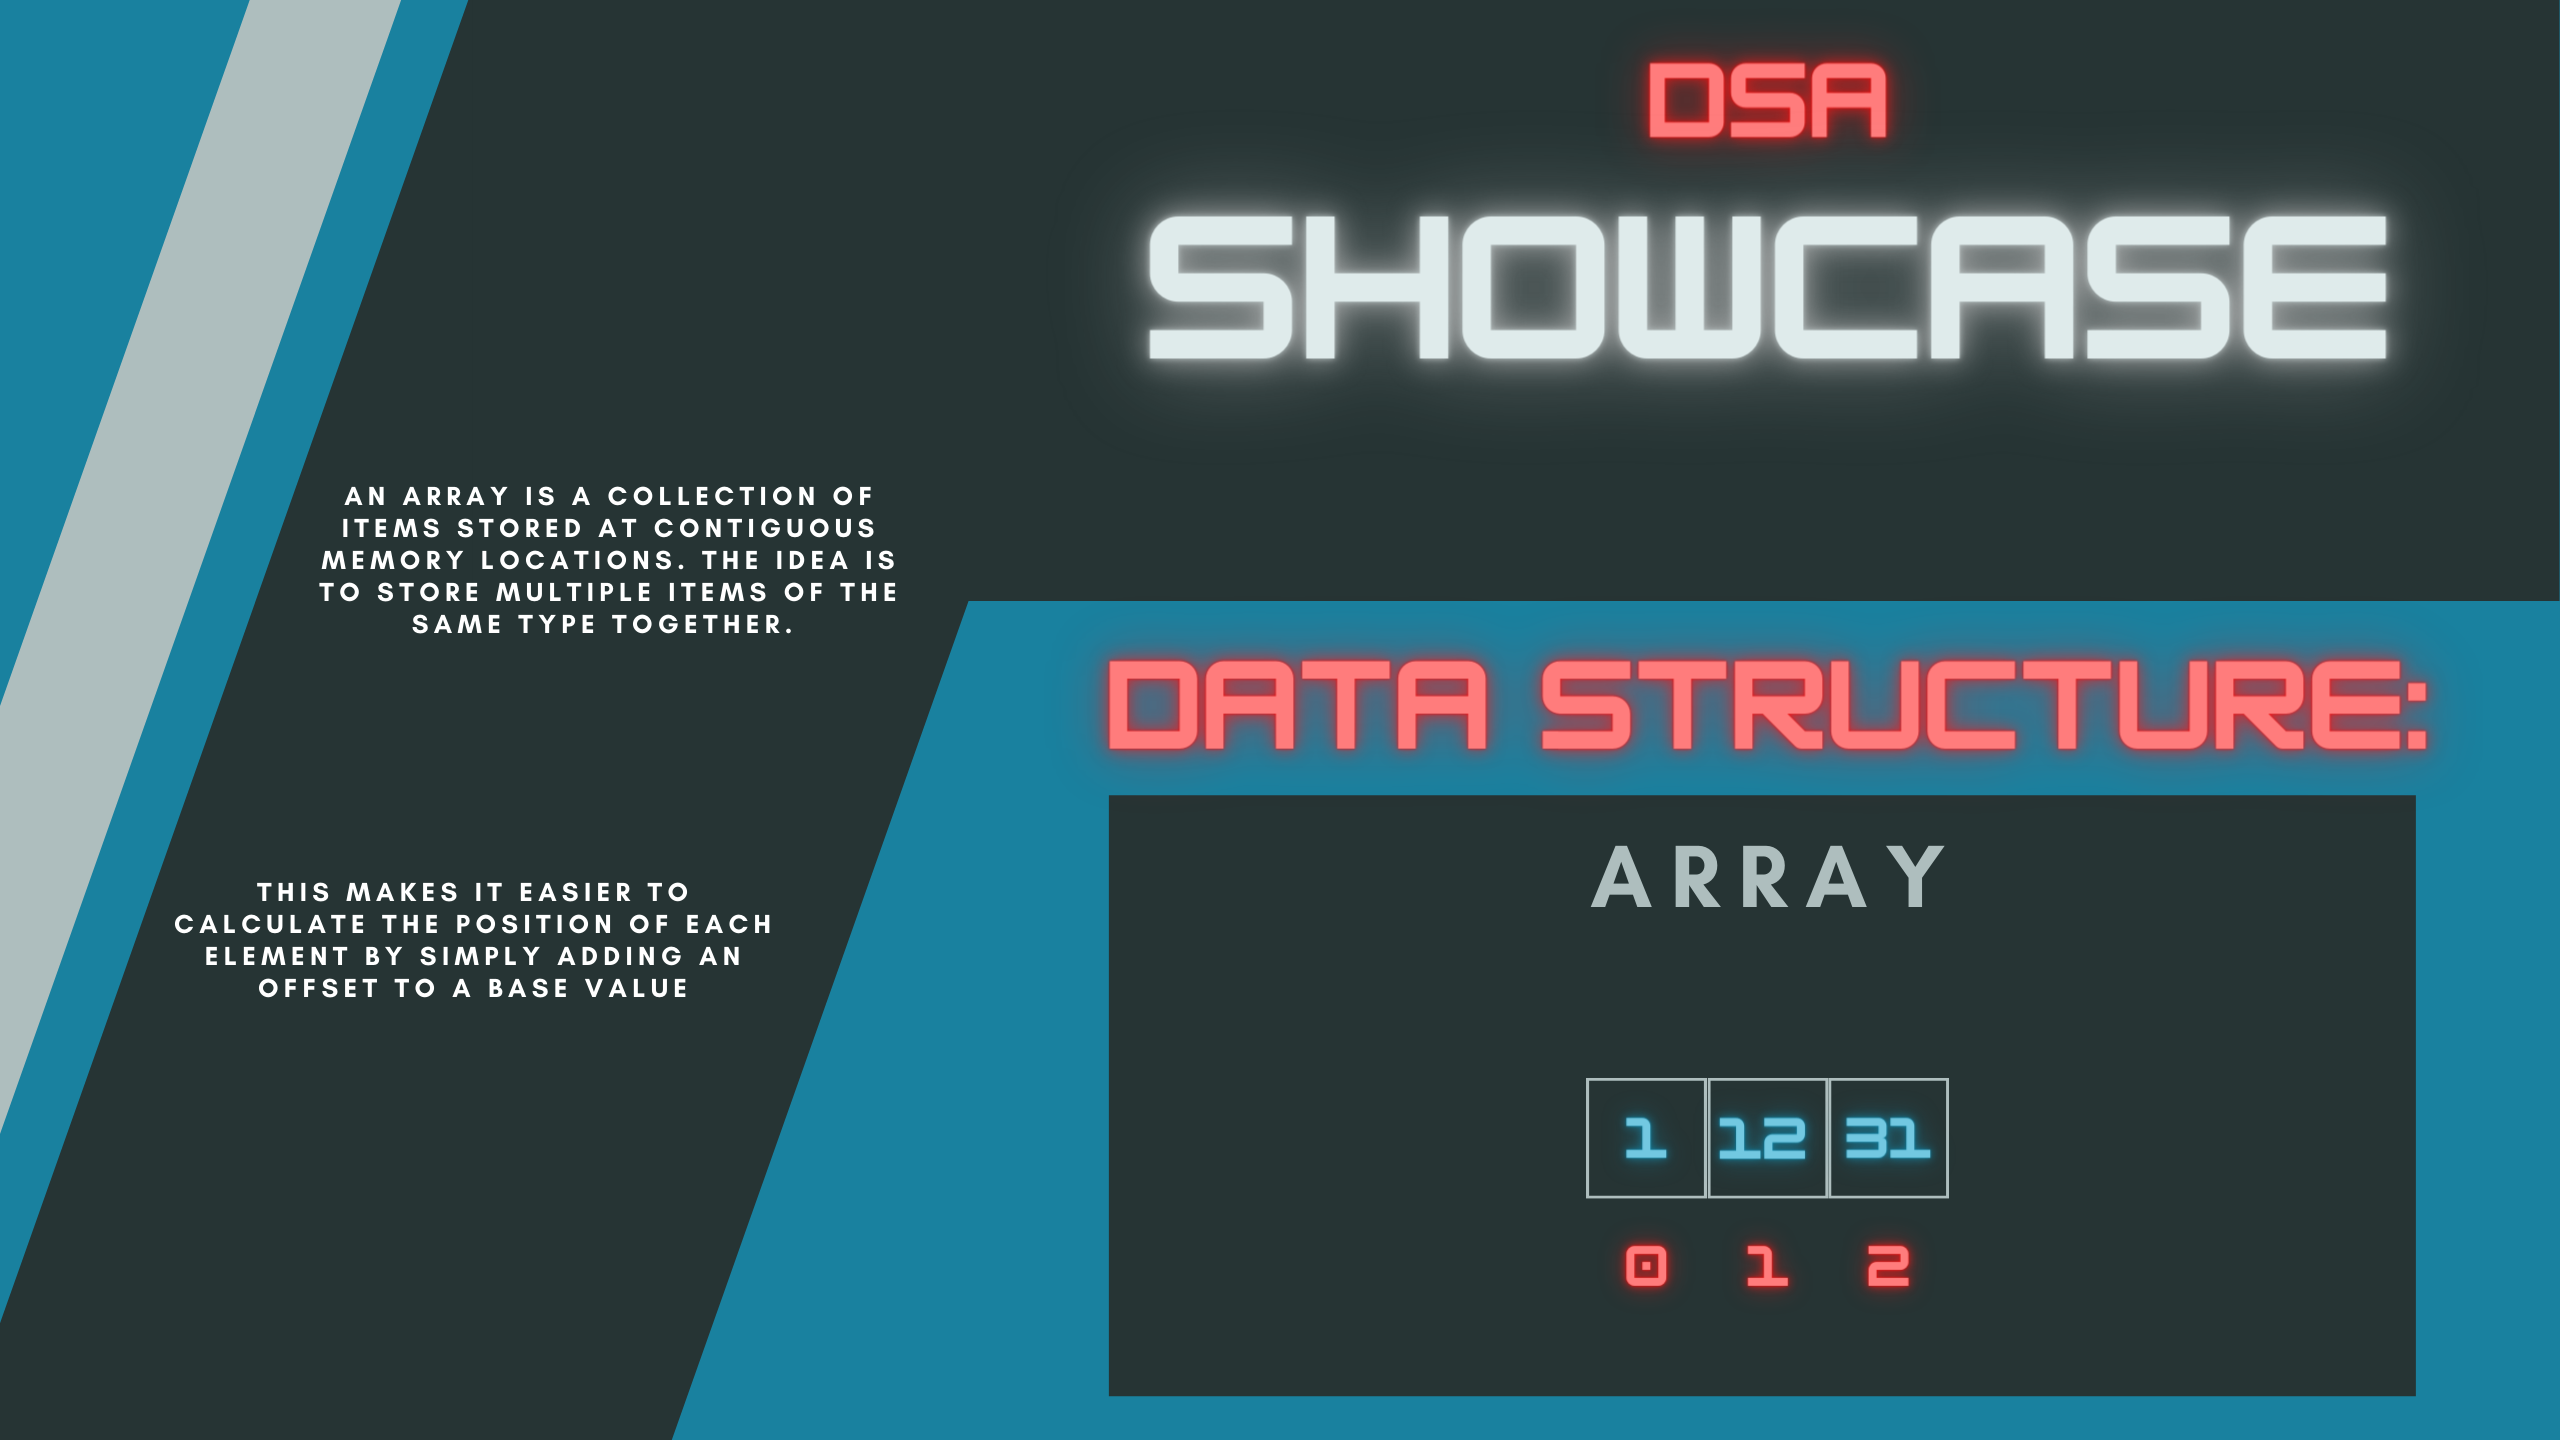 DSA
SHOWCASE
AN ARRAY IS A COLLECTION OF
ITEMS STORED AT CONTIGUOUS
MEMORY LOCATIONS. THE IDEA IS
TO STORE MULTIPLE ITEMS OF THE
SAME TYPE TOGETHER.
THIS MAKES IT EASIER TO
CALCULATE THE POSITION OF EACH
ELEMENT BY SIMPLY ADDING AN
OFFSET TO A BASE VALUE
DATA STRUCTURE:
ARRAY
1 12 31
0 1 2